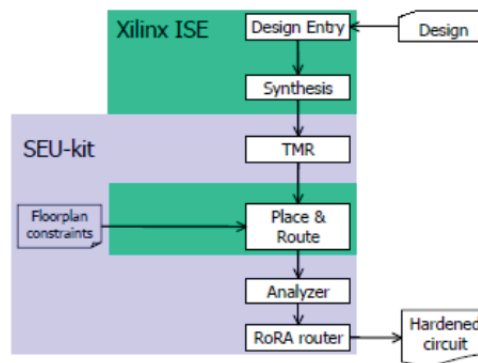 Xilinx ISE
Design Entry
Design
Synthesis
SEU-kit
TMR
Floorplan
constraints
Place &
Route
Analyzer
RoRA router
Hardened
circuit